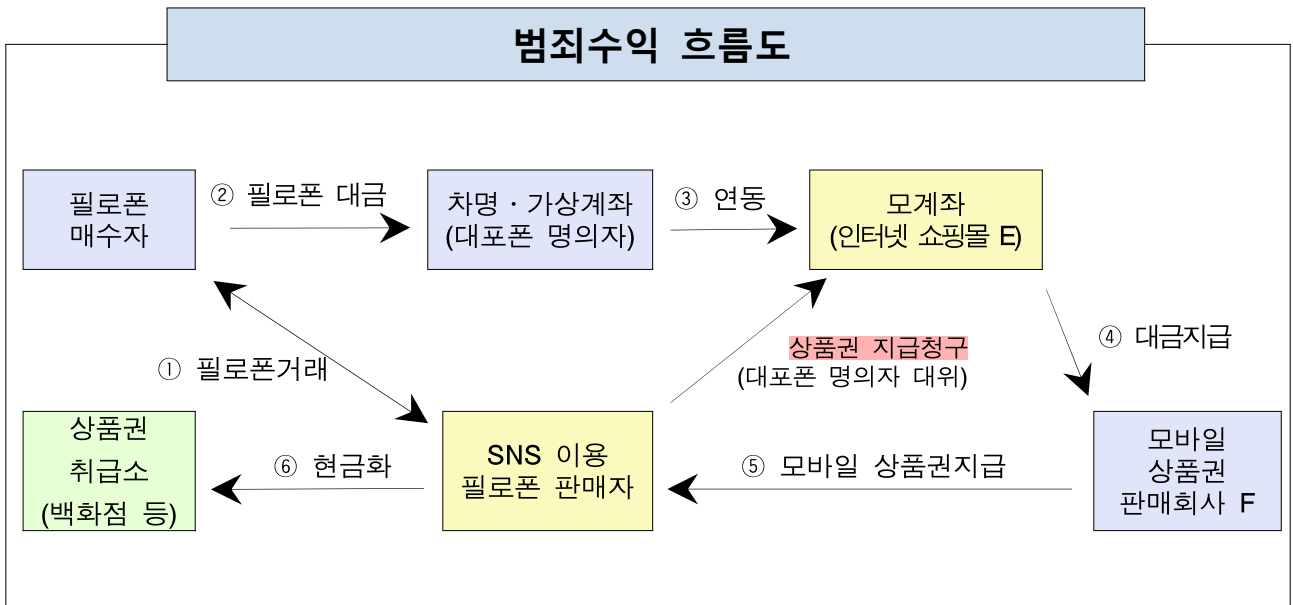 범죄수익 흐름도
필로폰
매수자
② 필로폰 대금
차명 · 가상계좌
(대포폰 명의자)
③ 연동
모계좌
(인터넷 쇼핑몰 E)
① 필로폰거래
상품권 지급청구
(대포폰 명의자 대위)
④ 대금지급
상품권
취급소
(백화점 등)
⑥ 현금화
SNS 이용
필로폰 판매자
⑤ 모바일 상품권지급
모바일
상품권
판매회사 F